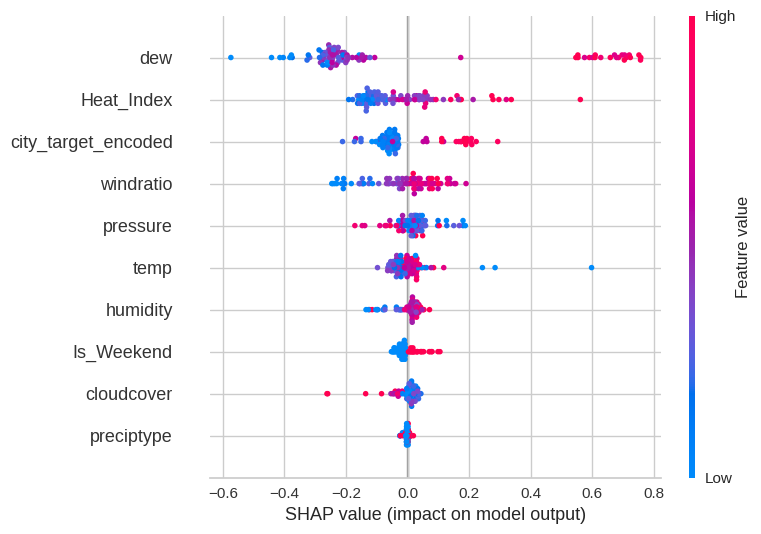 High
dew
Heat_Index
city_target_encoded
windratio
pressure
temp
humidity
Is_Weekend
cloudcover
preciptype
Feature value
Low
−0.6 −0.4 −0.2 0.0 0.2 0.4 0.6 0.8
SHAP value (impact on model output)